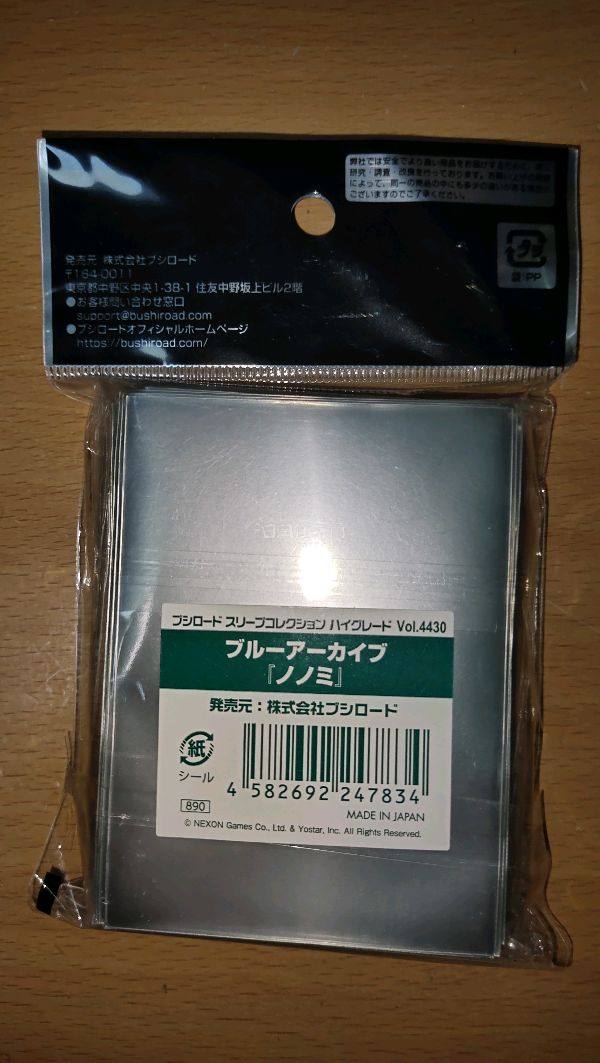 弊社では安全でより良い商品をお届けするために、常に
研究・調査・改良を行っております。お買い上げの時期
によって、同一の商品の中にも多少の違いがある場合が
ございますのでご了承ください。
プラ
袋:PP
発売元 株式会社ブシロード
〒164-0011
東京都中野区中央1-38-1 住友中野坂上ビル2階
●お客様問い合わせ窓口
support@bushiroad.com
●ブシロードオフィシャルホームページ
https://bushiroad.com/
ブシロード スリーブコレクション ハイグレード Vol.4430
ブルーアーカイブ
『ノノミ』
発売元：株式会社ブシロード
紙
シール
4 582692 247834
890
MADE IN JAPAN
© NEXON Games Co., Ltd. & Yostar, Inc. All Rights Reserved.